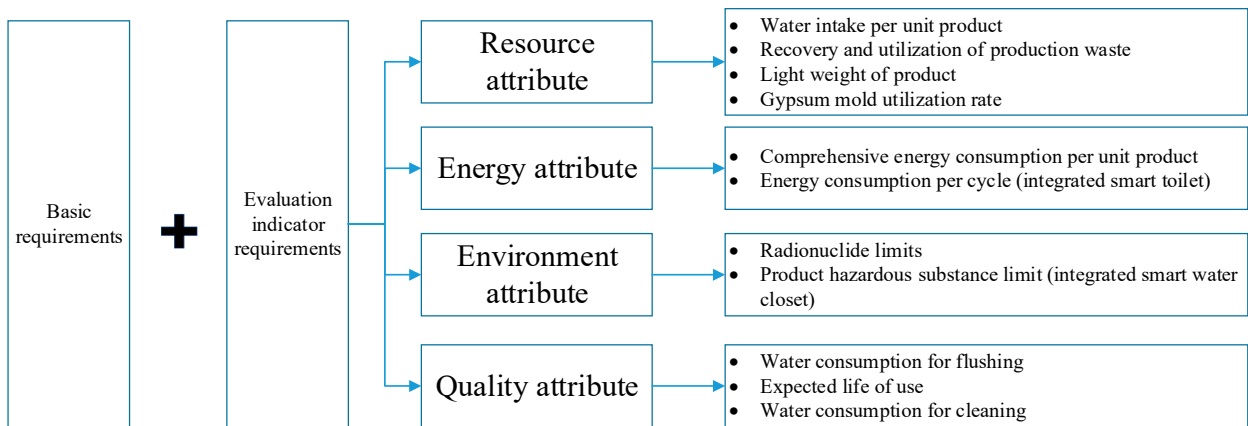 Basic
requirements
Evaluation
indicator
requirements
Resource
attribute
• Water intake per unit product
• Recovery and utilization of production waste
• Light weight of product
• Gypsum mold utilization rate
Energy attribute
• Comprehensive energy consumption per unit product
• Energy consumption per cycle (integrated smart toilet)
Environment
attribute
• Radionuclide limits
• Product hazardous substance limit (integrated smart water
closet)
Quality attribute
• Water consumption for flushing
• Expected life of use
• Water consumption for cleaning